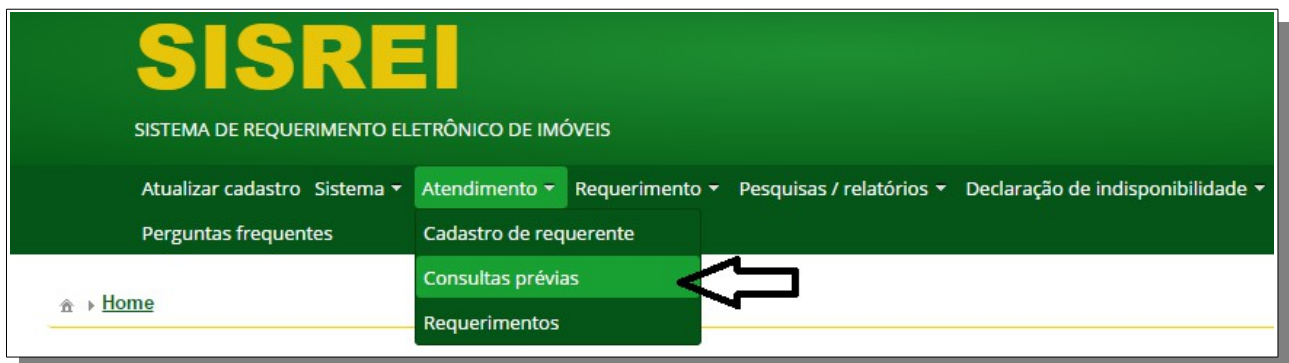 SISREI
SISTEMA DE REQUERIMENTO ELETRÔNICO DE IMÓVEIS
Atualizar cadastro Sistema Atendimento Requerimento Pesquisas / relatórios Declaração de indisponibilidade
Perguntas frequentes
Cadastro de requerente
Consultas prévias
Requerimentos
Home